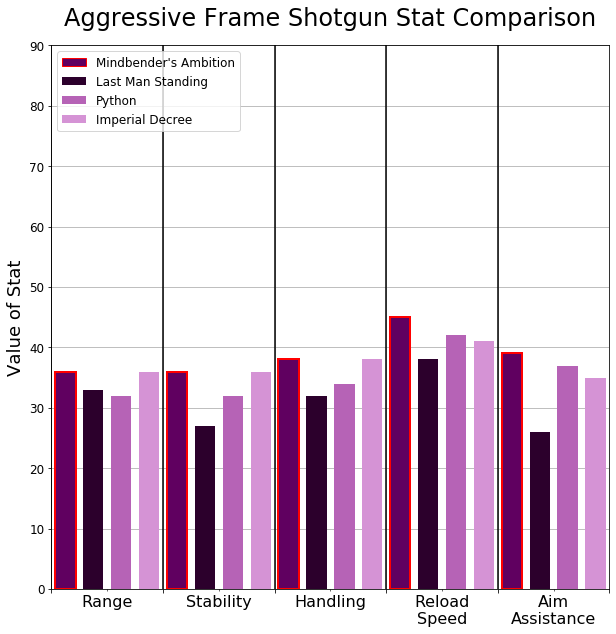 Aggressive Frame Shotgun Stat Comparison
Mindbender's Ambition
Last Man Standing
Python
Imperial Decree
Value of Stat
90
80
70
60
50
40
30
20
10
0
Range
Stability
Handling
Reload
Speed
Aim
Assistance